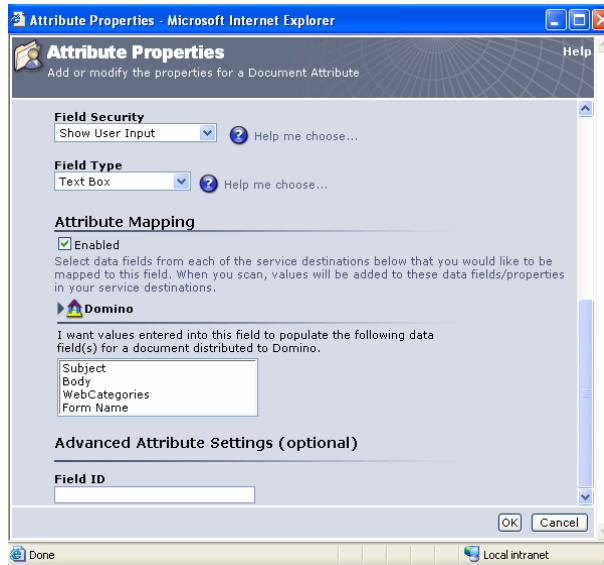 Attribute Properties - Microsoft Internet Explorer
Attribute Properties
Help
Add or modify the properties for a Document Attribute
Field Security
Show User Input
Help me choose...
Field Type
Text Box
Help me choose...
Attribute Mapping
Enabled
Select data fields from each of the service destinations below that you would like to be
mapped to this field. When you scan, values will be added to these data fields/properties
in your service destinations.
Domino
I want values entered into this field to populate the following data
field(s) for a document distributed to Domino.
Subject
Body
WebCategories
Form Name
Advanced Attribute Settings (optional)
Field ID
OK
Cancel
Done
Local intranet